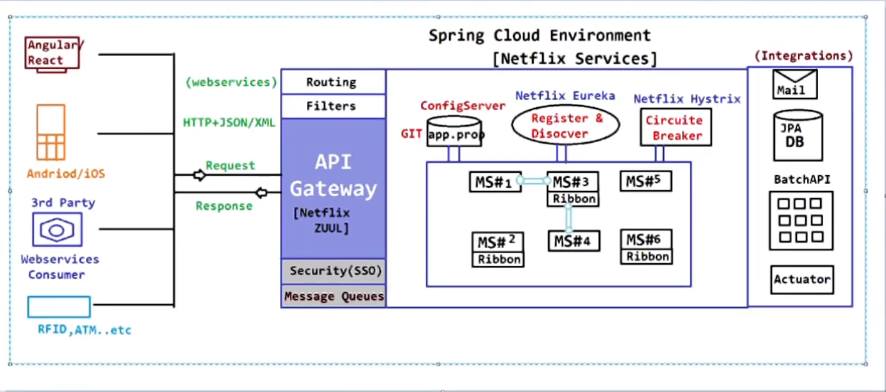 Spring Cloud Environment
[Netflix Services]
Angular/
React
Andriod/iOS
3rd Party
Webservices
Consumer
RFID,ATM..etc
(webservices)
HTTP+JSON/XML
Request
Response
Routing
Filters
API
Gateway
[Netflix
ZUUL]
Security(SSO)
Message Queues
ConfigServer
GIT
app.prop
Netflix Eureka
Register &
Disocver
Netflix Hystrix
Circuite
Breaker
MS#1
MS#3
Ribbon
MS#5
MS#2
Ribbon
MS#4
MS#6
Ribbon
(Integrations)
Mail
JPA
DB
BatchAPI
Actuator